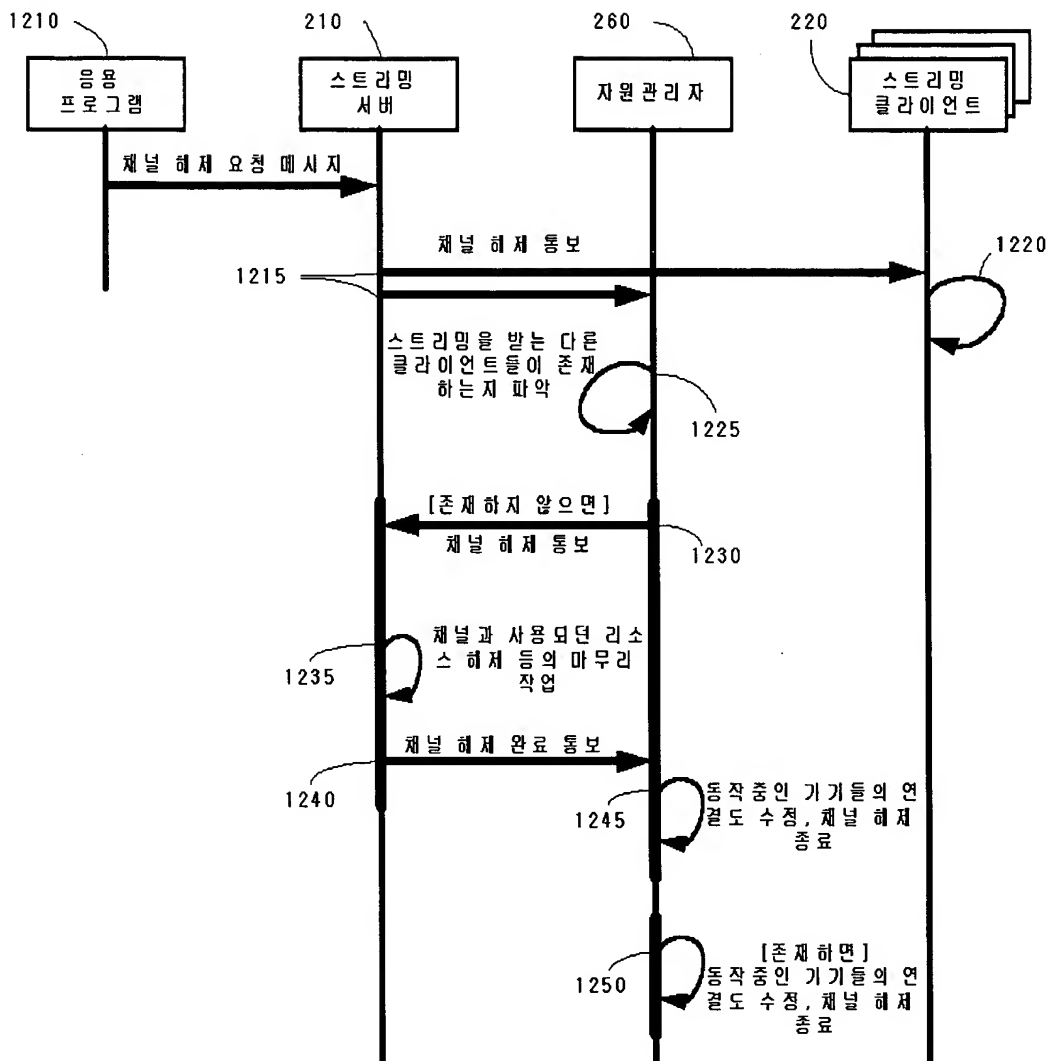 1210
210
260
220
응용
프로그램
스트리밍
서버
자원관리자
스트리밍
클라이언트
채널 해제 요청 메시지
채널 해제 통보
1215
1220
스트리밍을 받는 다른
클라이언트들이 존재
하는지 파악
1225
[존재하지 않으면]
채널 해제 통보
1230
채널과 사용되던 리소
스 해제 등의 마무리
작업
1235
채널 해제 완료 통보
1240
1245
동작중인 기기들의 연
결도 수정,채널 해제
종료
1250
[존재하면]
동작중인 기기들의 연
결도 수정,채널 해제
종료